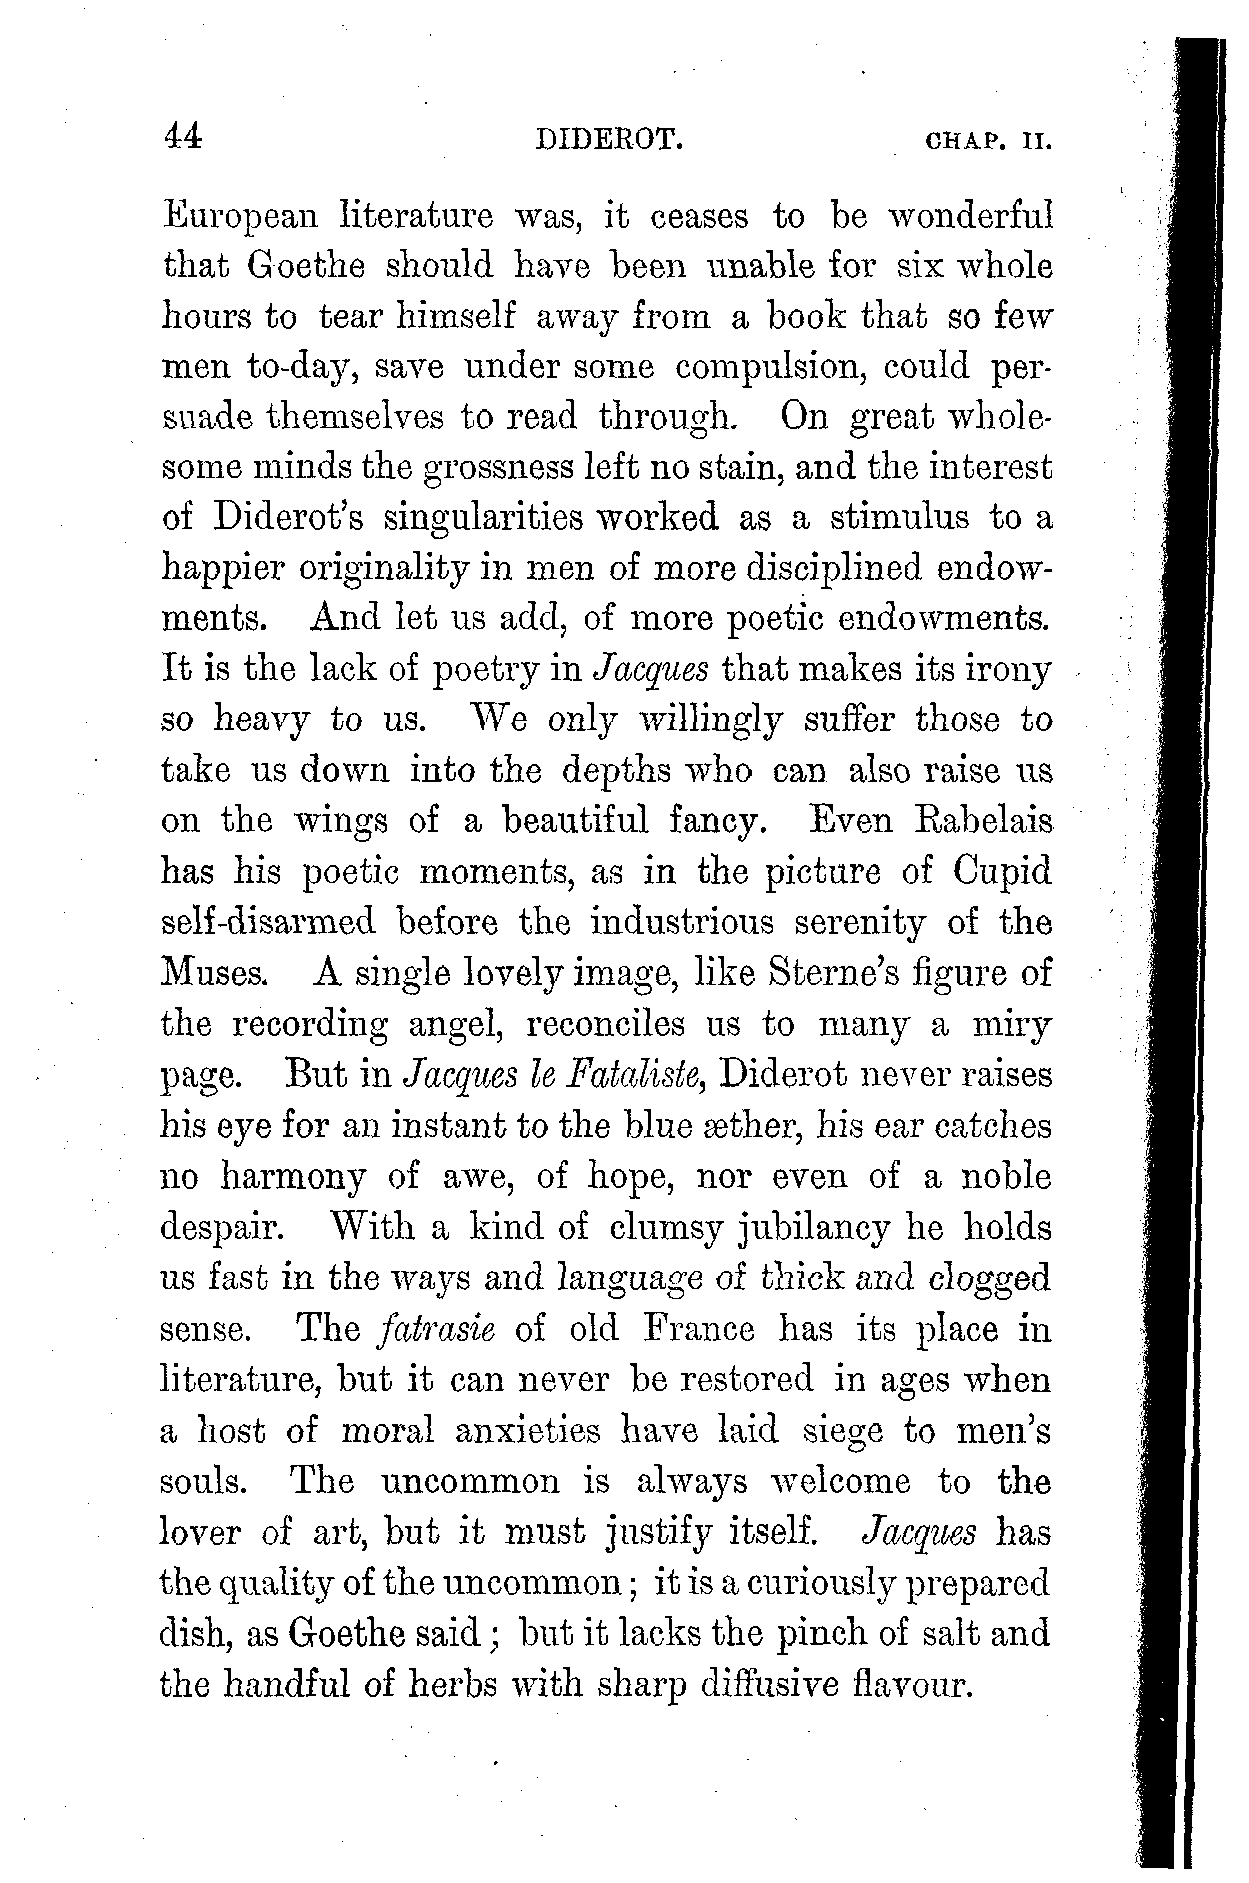 44 DIDEROT. CHAP. II.
European literature was, it ceases to be wonderful
that Goethe should have been unable for six whole
hours to tear himself away from a book that so few
men to-day, save under some compulsion, could per-
suade themselves to read through. On great whole-
some minds the grossness left no stain, and the interest
of Diderot's singularities worked as a stimulus to a
happier originality in men of more disciplined endow-
ments. And let us add, of more poetic endowments.
It is the lack of poetry in Jacques that makes its irony
so heavy to us. We only willingly suffer those to
take us down into the depths who can also raise us
on the wings of a beautiful fancy. Even Rabelais
has his poetic moments, as in the picture of Cupid
self-disarmed before the industrious serenity of the
Muses. A single lovely image, like Sterne's figure of
the recording angel, reconciles us to many a miry
page. But in Jacques le Fataliste, Diderot never raises
his eye for an instant to the blue æther, his ear catches
no harmony of awe, of hope, nor even of a noble
despair. With a kind of clumsy jubilancy he holds
us fast in the ways and language of thick and clogged
sense. The fatrasie of old France has its place in
literature, but it can never be restored in ages when
a host of moral anxieties have laid siege to men's
souls. The uncommon is always welcome to the
lover of art, but it must justify itself. Jacques has
the quality of the uncommon; it is a curiously prepared
dish, as Goethe said; but it lacks the pinch of salt and
the handful of herbs with sharp diffusive flavour.